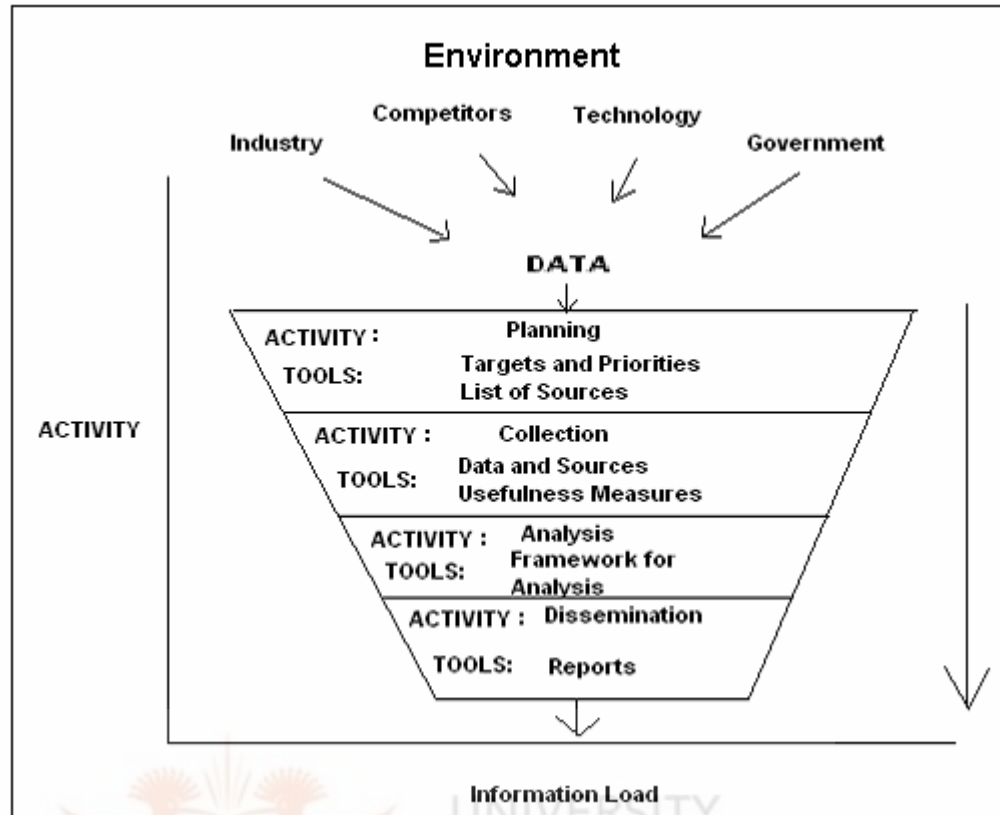 Environment
Competitors Technology
Industry Government
DATA
ACTIVITY : Planning
TOOLS: Targets and Priorities
List of Sources
ACTIVITY
ACTIVITY : Collection
TOOLS: Data and Sources
Usefulness Measures
ACTIVITY : Analysis
TOOLS: Framework for
Analysis
ACTIVITY : Dissemination
TOOLS: Reports
Information Load
UNIVERSITY